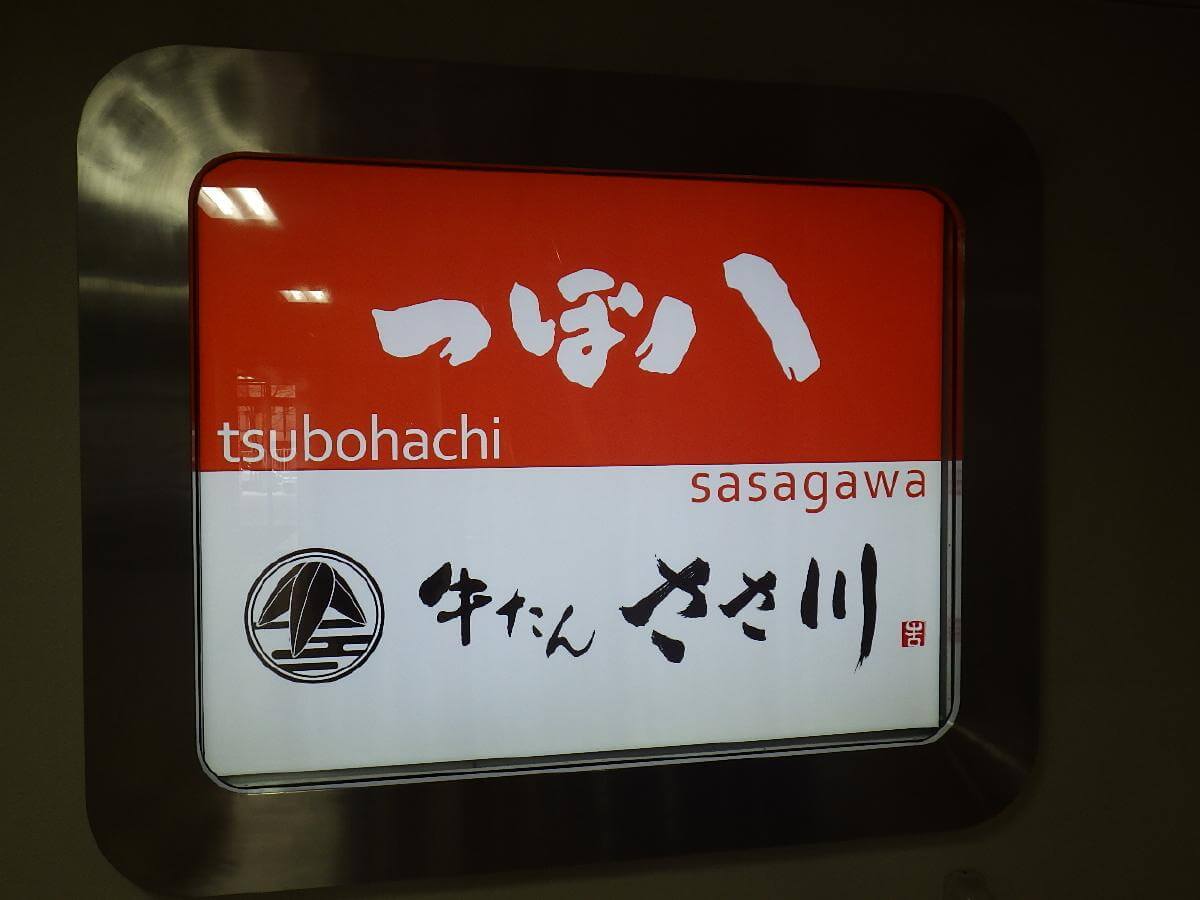 つぼ八
tsubohachi
sasagawa
牛たん ささ川